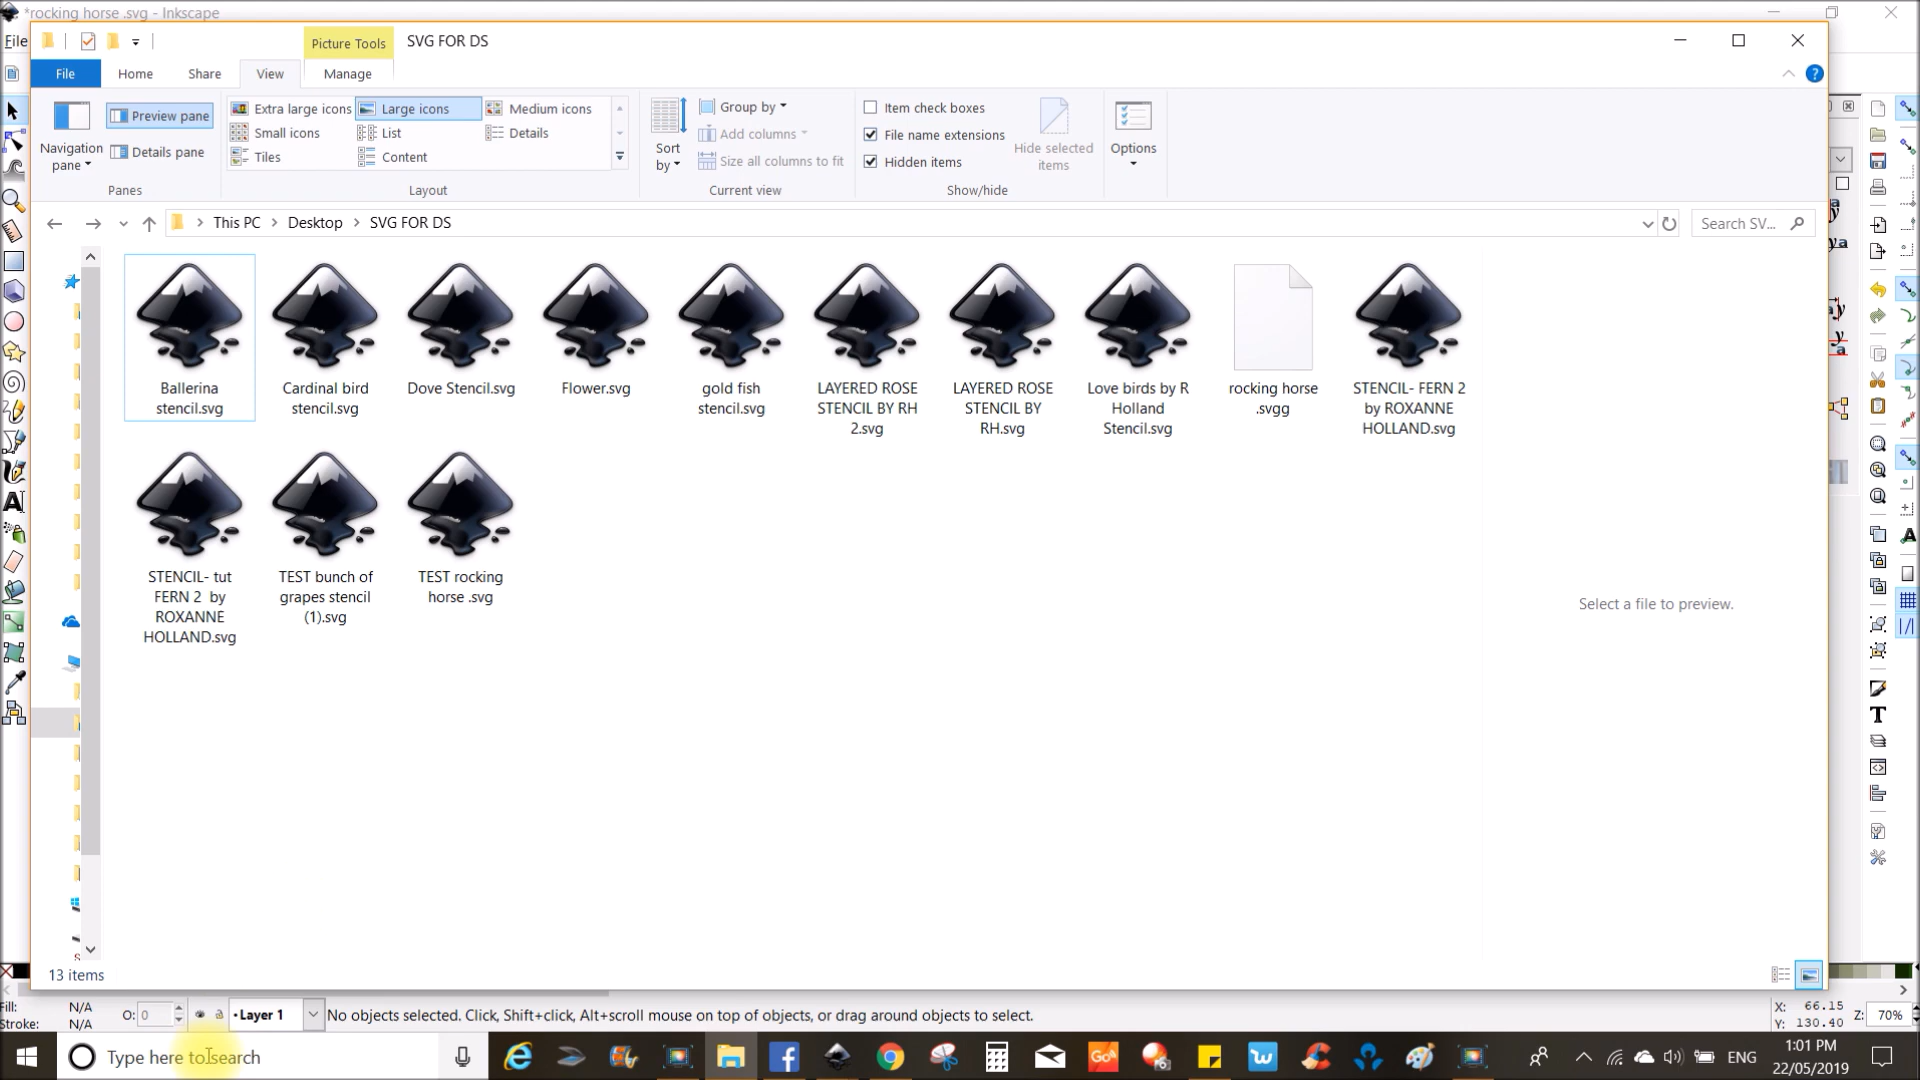 *rocking horse .svg - Inkscape
File
Picture Tools
SVG FOR DS
File
Home
Share
View
Manage
Navigation
pane
Preview pane
Details pane
Panes
Extra large icons
Large icons
Medium icons
Small icons
List
Details
Tiles
Content
Layout
Sort
by
Group by
Add columns
Size all columns to fit
Current view
Item check boxes
File name extensions
Hidden items
Hide selected
items
Show/hide
Options
This PC > Desktop > SVG FOR DS
Search SV...
Ballerina
stencil.svg
Cardinal bird
stencil.svg
Dove Stencil.svg
Flower.svg
gold fish
stencil.svg
LAYERED ROSE
STENCIL BY RH
2.svg
LAYERED ROSE
STENCIL BY
RH.svg
Love birds by R
Holland
Stencil.svg
rocking horse
.svgg
STENCIL- FERN 2
by ROXANNE
HOLLAND.svg
STENCIL- tut
FERN 2 by
ROXANNE
HOLLAND.svg
TEST bunch of
grapes stencil
(1).svg
TEST rocking
horse .svg
Select a file to preview.
13 items
Fill: N/A
Stroke: N/A
O: 0
•Layer 1
No objects selected. Click, Shift+click, Alt+scroll mouse on top of objects, or drag around objects to select.
X: 66.15
Y: 130.40
Z: 70%
Type here to search
ENG
1:01 PM
22/05/2019